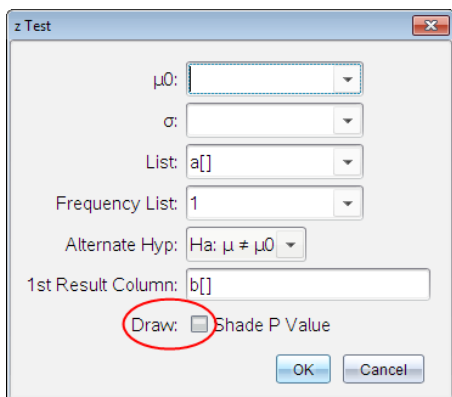 z Test
μ0:
σ:
List: a[]
Frequency List: 1
Alternate Hyp: Ha: μ ≠ μ0
1st Result Column: b[]
Draw: Shade P Value
OK Cancel